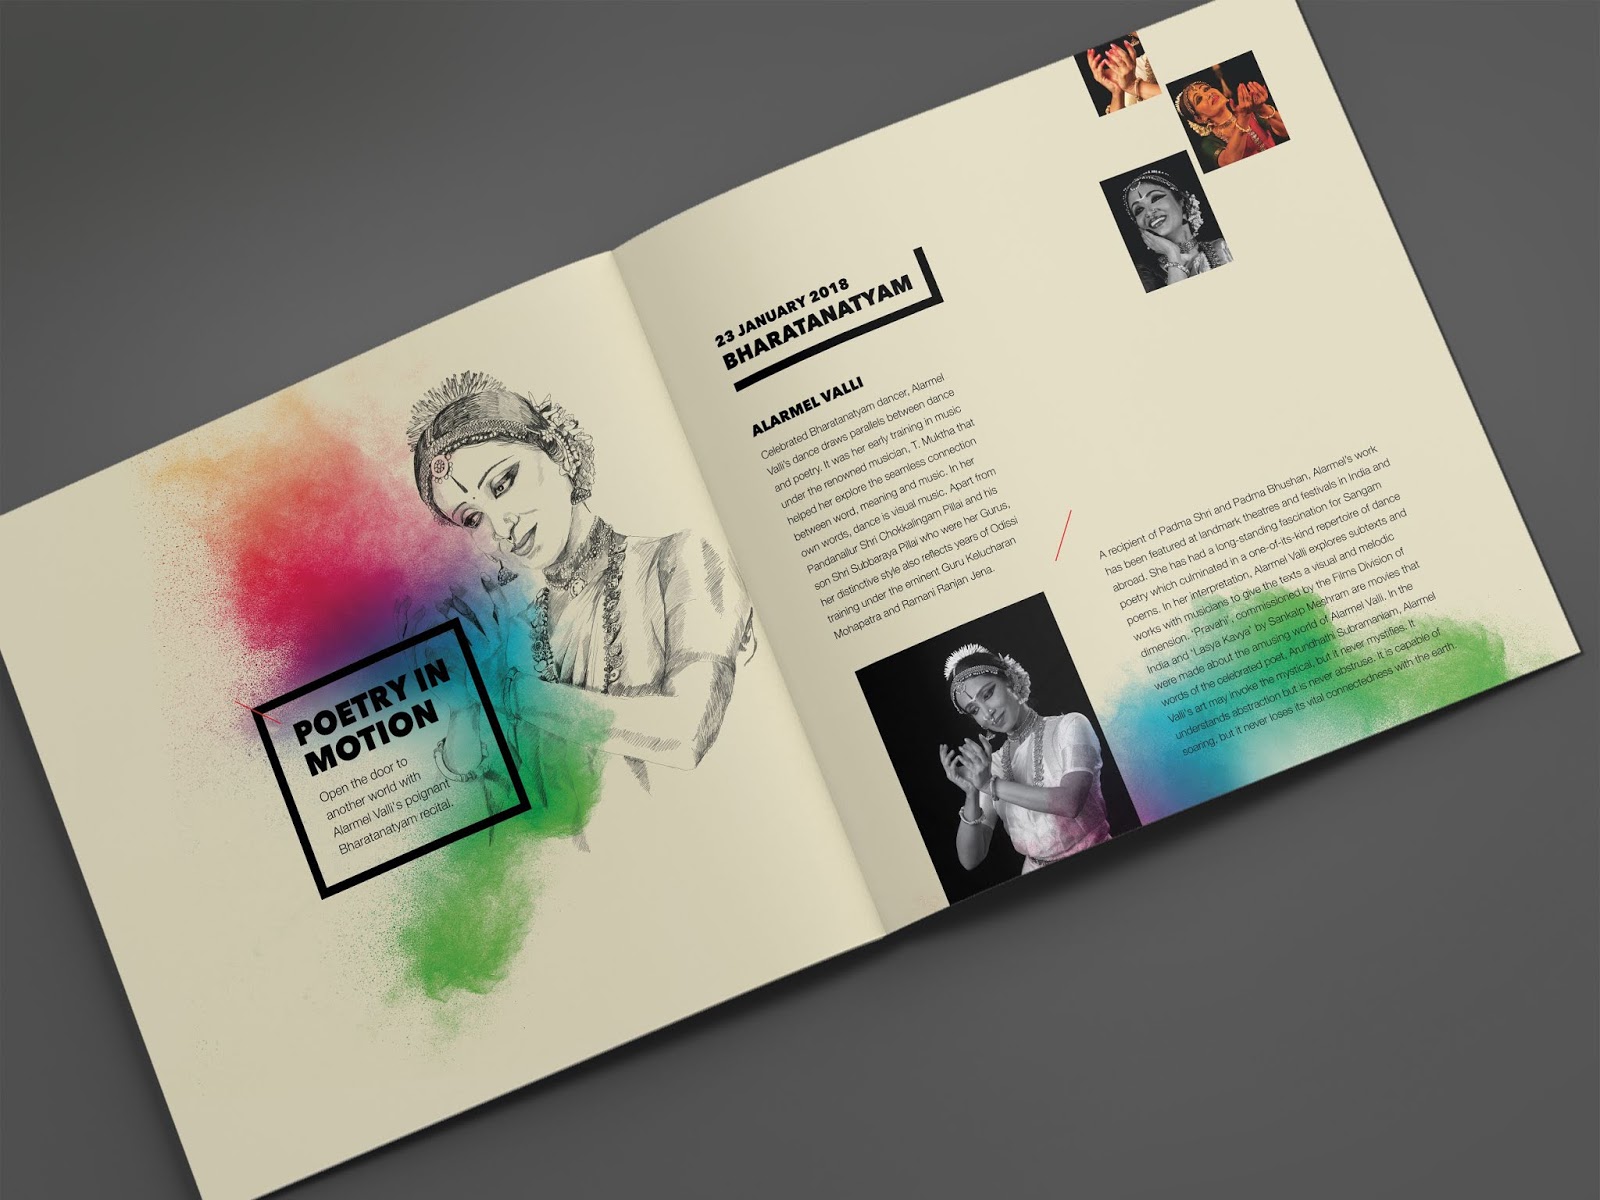 POETRY IN
MOTION
Open the door to
another world with
Alarmel Valli's poignant
Bharatanatyam recital.
23 JANUARY 2018
BHARATANATYAM
ALARMEL VALLI
Celebrated Bharatanatyam dancer, Alarmel
Valli's dance draws parallels between dance
and poetry. It was her early training in music
under the renowned musician, T. Muktha that
helped her explore the seamless connection
between word, meaning and music. In her
own words, dance is visual music. Apart from
Pandanallur Shri Chokkalingam Pillai and his
son Shri Subbaraya Pillai who were her Gurus,
her distinctive style also reflects years of Odissi
training under the eminent Guru Kelucharan
Mohapatra and Ramani Ranjan Jena.
A recipient of Padma Shri and Padma Bhushan, Alarmel's work
has been featured at landmark theatres and festivals in India and
abroad. She has had a long-standing fascination for Sangam
poetry which culminated in a one-of-its-kind repertoire of dance
poems. In her interpretation, Alarmel Valli explores subtexts and
works with musicians to give the texts a visual and melodic
dimension. 'Pravahi', commissioned by the Films Division of
India and 'Lasya Kavya' by Sankalp Meshram are movies that
were made about the amusing world of Alarmel Valli. In the
words of the celebrated poet, Arundhathi Subramaniam, Alarmel
Valli's art may invoke the mystical, but it never mystifies. It
understands abstraction but is never abstruse. It is capable of
soaring, but it never loses its vital connectedness with the earth.